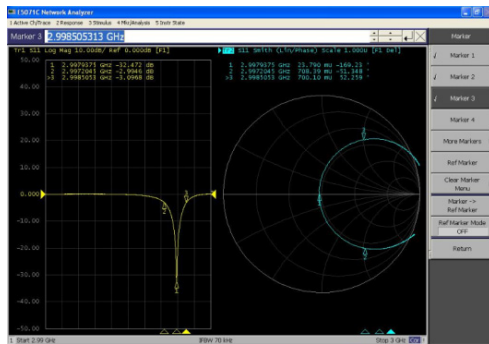 E5071C Network Analyzer
1 Active Ch/Trace 2 Response 3 Stimulus 4 Mkr/Analysis 5 Instr State
Marker 3 2.998505313 GHz
Tr1 S11 Log Mag 10.00dB/ Ref 0.000dB [F1]
50.00
1 2.9979375 GHz -32.472 dB
2 2.9972045 GHz -2.9946 dB
>3 2.9985053 GHz -3.0968 dB
40.00
30.00
20.00
10.00
0.000
-10.00
-20.00
-30.00
-40.00
-50.00
Tr2 S11 Smith (Lin/Phase) Scale 1.000U [F1 Del]
1 2.9979375 GHz 23.790 mU -169.23 °
2 2.9972045 GHz 708.39 mU -51.348 °
>3 2.9985053 GHz 700.10 mU 52.259 °
1 Start 2.99 GHz
IFBW 70 kHz
Stop 3 GHz
Marker
Marker 1
Marker 2
Marker 3
Marker 4
More Markers
Ref Marker
Clear Marker
Menu
Marker ->
Ref Marker
Ref Marker Mode
OFF
Return